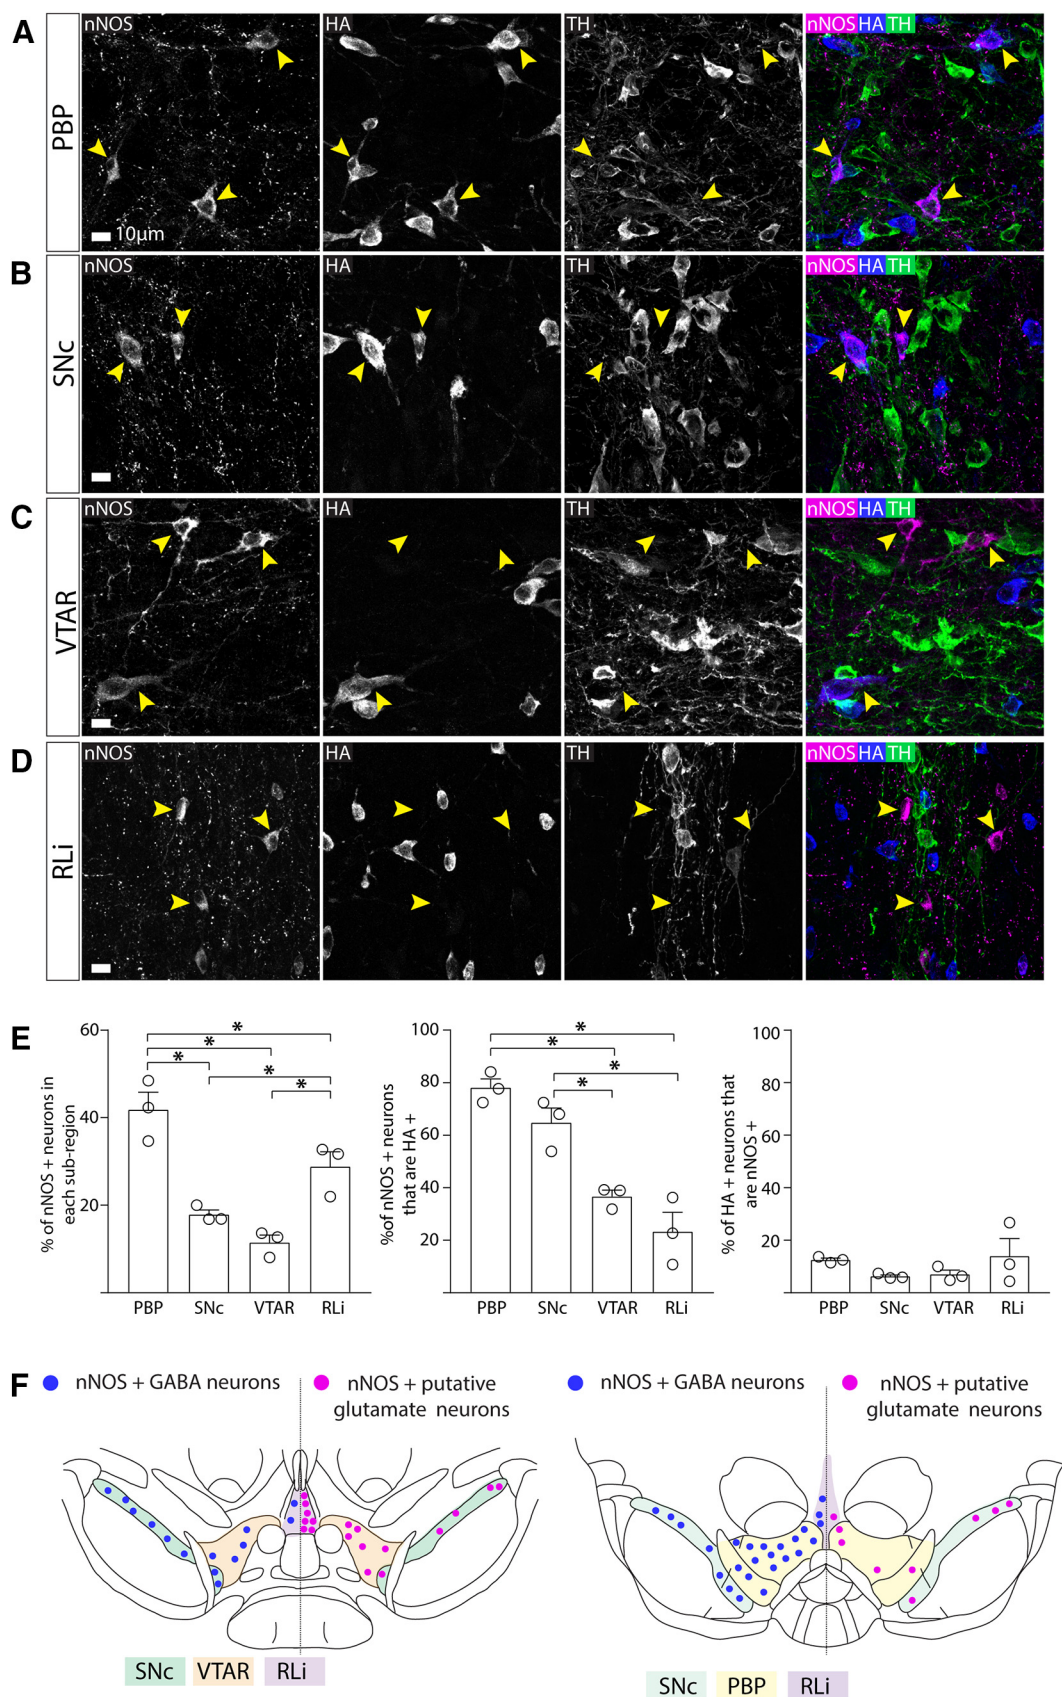 A
PBP
nNOS
HA
TH
nNOS HA TH
10µm
B
SNc
nNOS
HA
TH
nNOS HA TH
C
VTAR
nNOS
HA
TH
nNOS HA TH
D
RLi
nNOS
HA
TH
nNOS HA TH
E
% of nNOS + neurons in
each sub-region
60
40
20
* * * * *
PBP SNc VTAR RLi
%of nNOS + neurons
that are HA +
100
80
60
40
20
* * * *
PBP SNc VTAR RLi
% of HA + neurons that
are nNOS +
100
80
60
40
20
PBP SNc VTAR RLi
F
nNOS + GABA neurons
nNOS + putative
glutamate neurons
nNOS + GABA neurons
nNOS + putative
glutamate neurons
SNc VTAR RLi
SNc PBP RLi